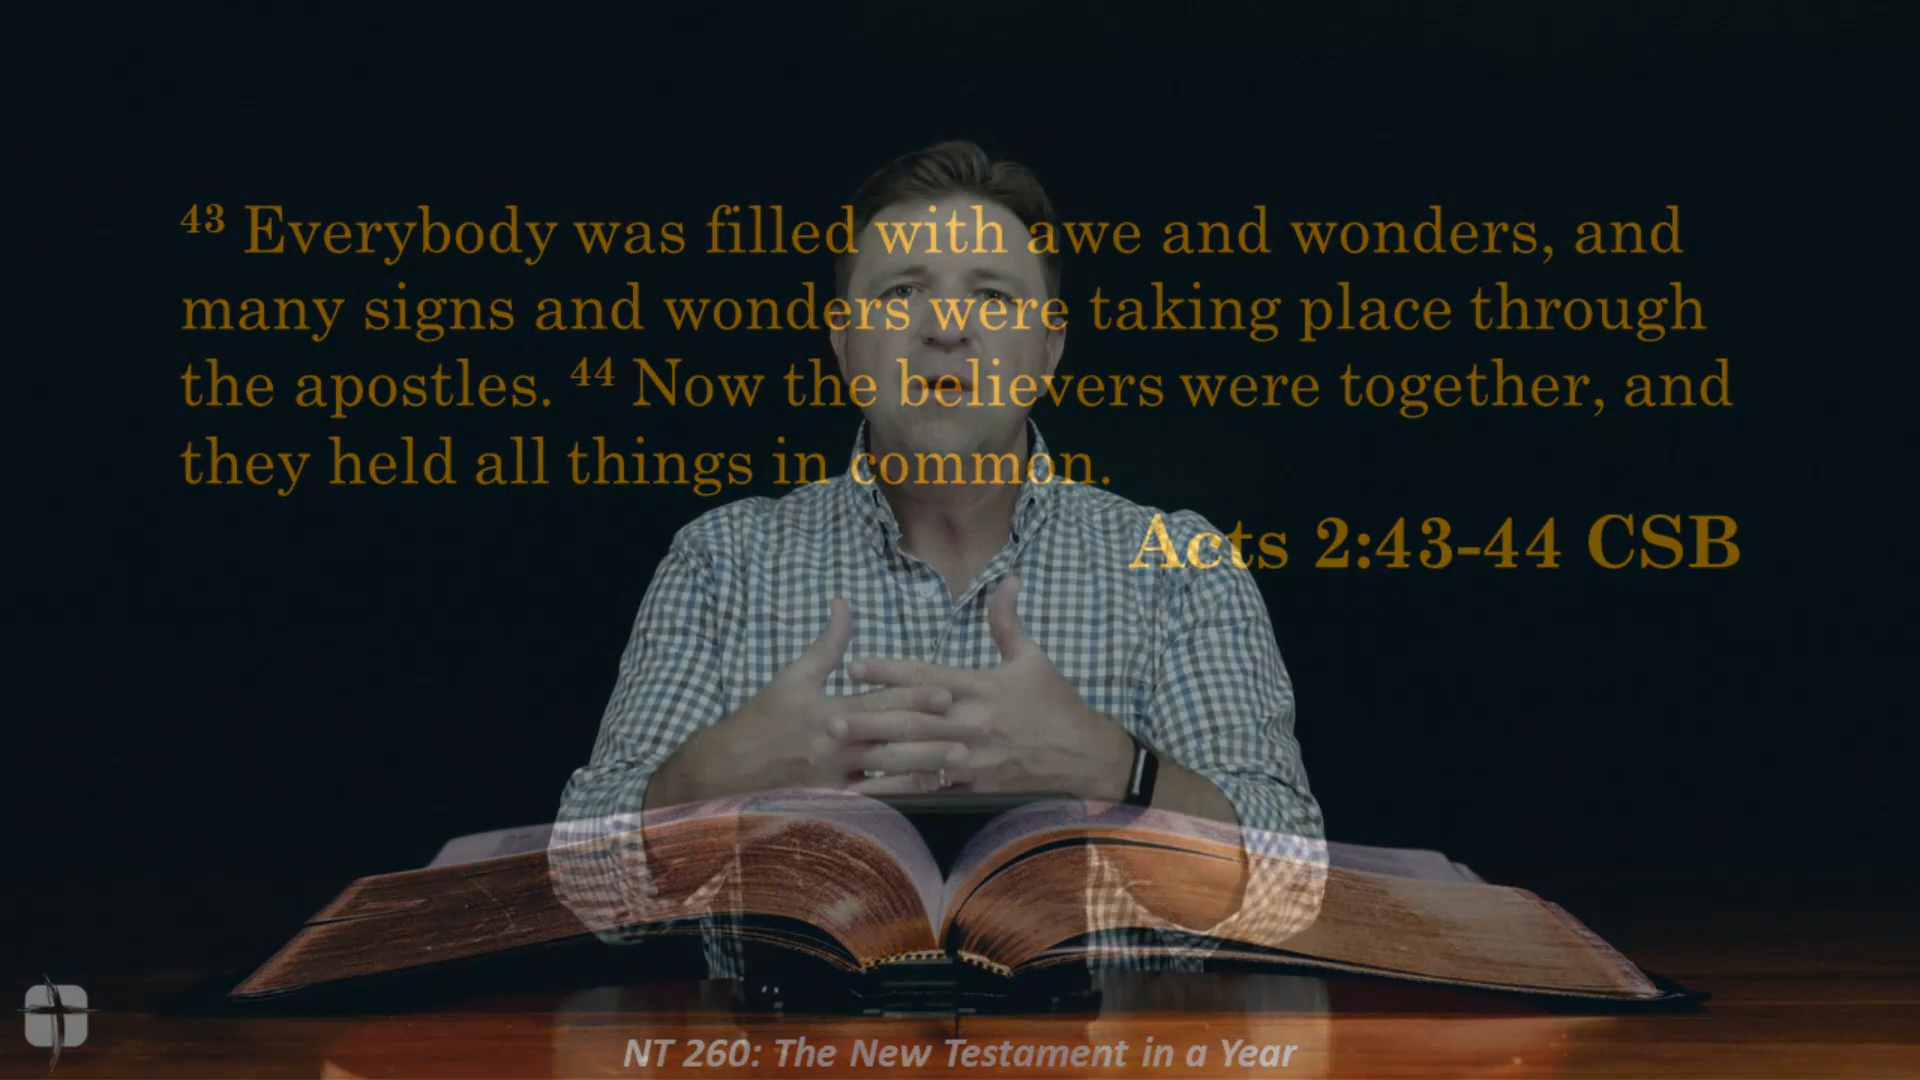 43 Everybody was filled with awe and wonders, and
many signs and wonders were taking place through
the apostles. 44 Now the believers were together, and
they held all things in common.
Acts 2:43-44 CSB
NT 260: The New Testament in a Year